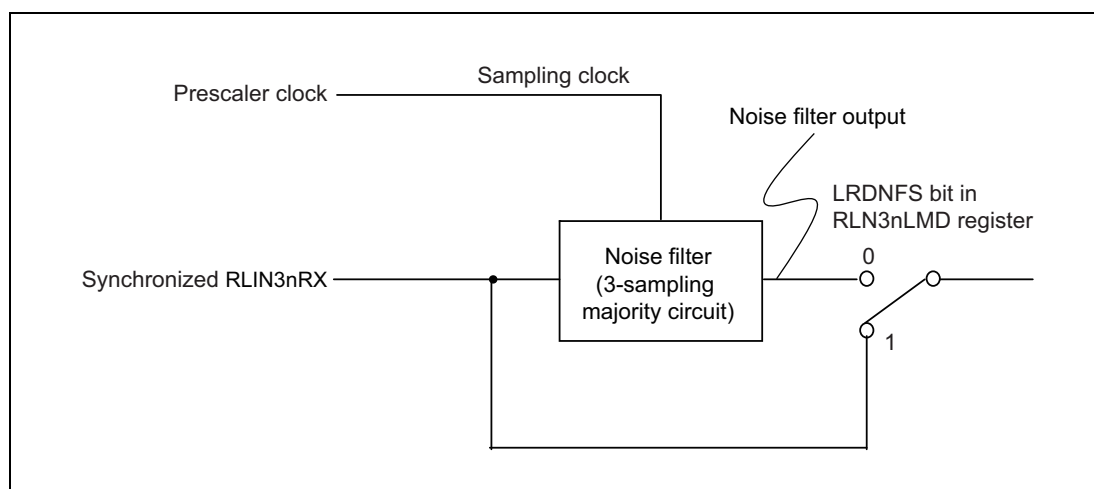 Sampling clock
Prescaler clock
Noise filter output
LRDNFS bit in
RLN3nLMD register
Synchronized RLIN3nRX
Noise filter
(3-sampling
majority circuit)
0
1